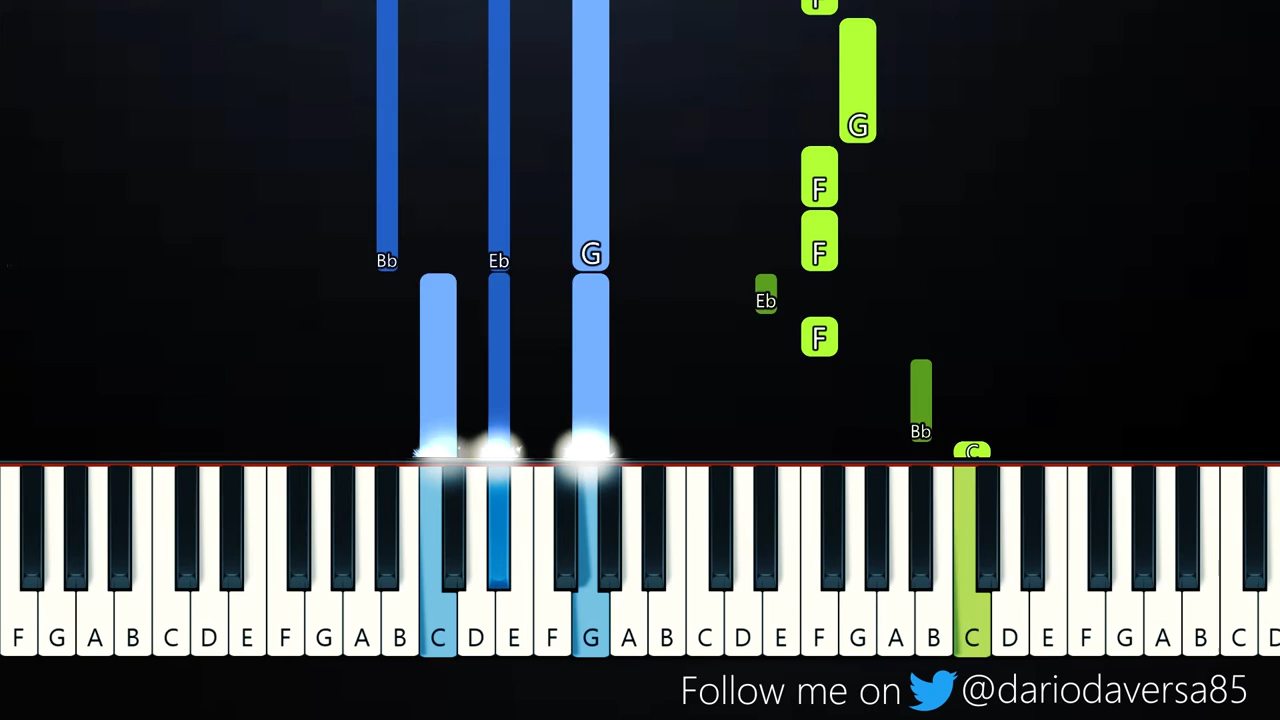 F
G
F
F
Bb Eb G
Eb
F
Bb
C
F G A B C D E F G A B C D E F G A B C D E F G A B C D E F G A B C D
Follow me on @dariodaversa85